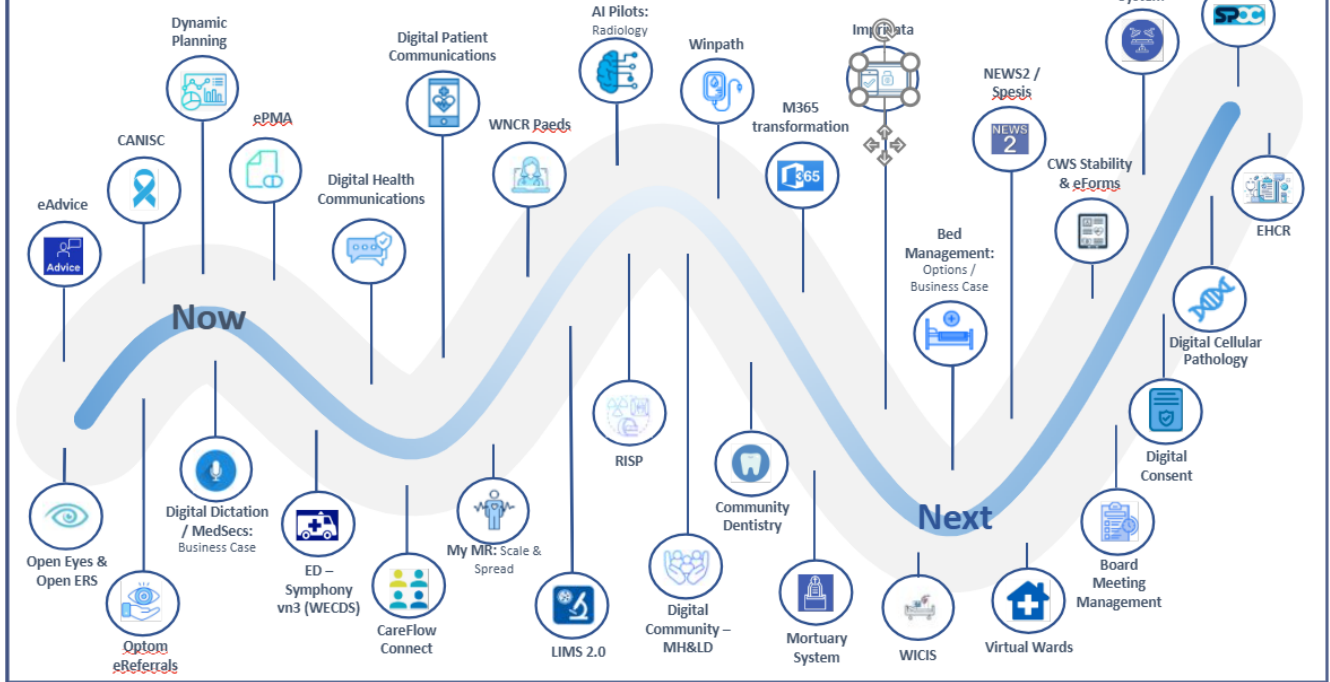 Dynamic
Planning
AI Pilots:
Radiology
Digital Patient
Communications
Winpath
NEWS2 /
Spesis
NEWS
2
SPOC
M365
transformation
365
ePMA
CANISC
WNCR Paeds
CWS Stability
& eForms
Digital Health
Communications
eAdvice
Advice
Bed
Management:
Options /
Business Case
EHCR
Now
Digital Cellular
Pathology
RISP
Digital
Consent
Community
Dentistry
Next
Digital Dictation
/ MedSecs:
Business Case
My MR: Scale &
Spread
Open Eyes &
Open ERS
ED –
Symphony
vn3 (WECDS)
Board
Meeting
Management
CareFlow
Connect
Digital
Community –
MH&LD
Optom
eReferrals
LIMS 2.0
Mortuary
System
WICIS
Virtual Wards